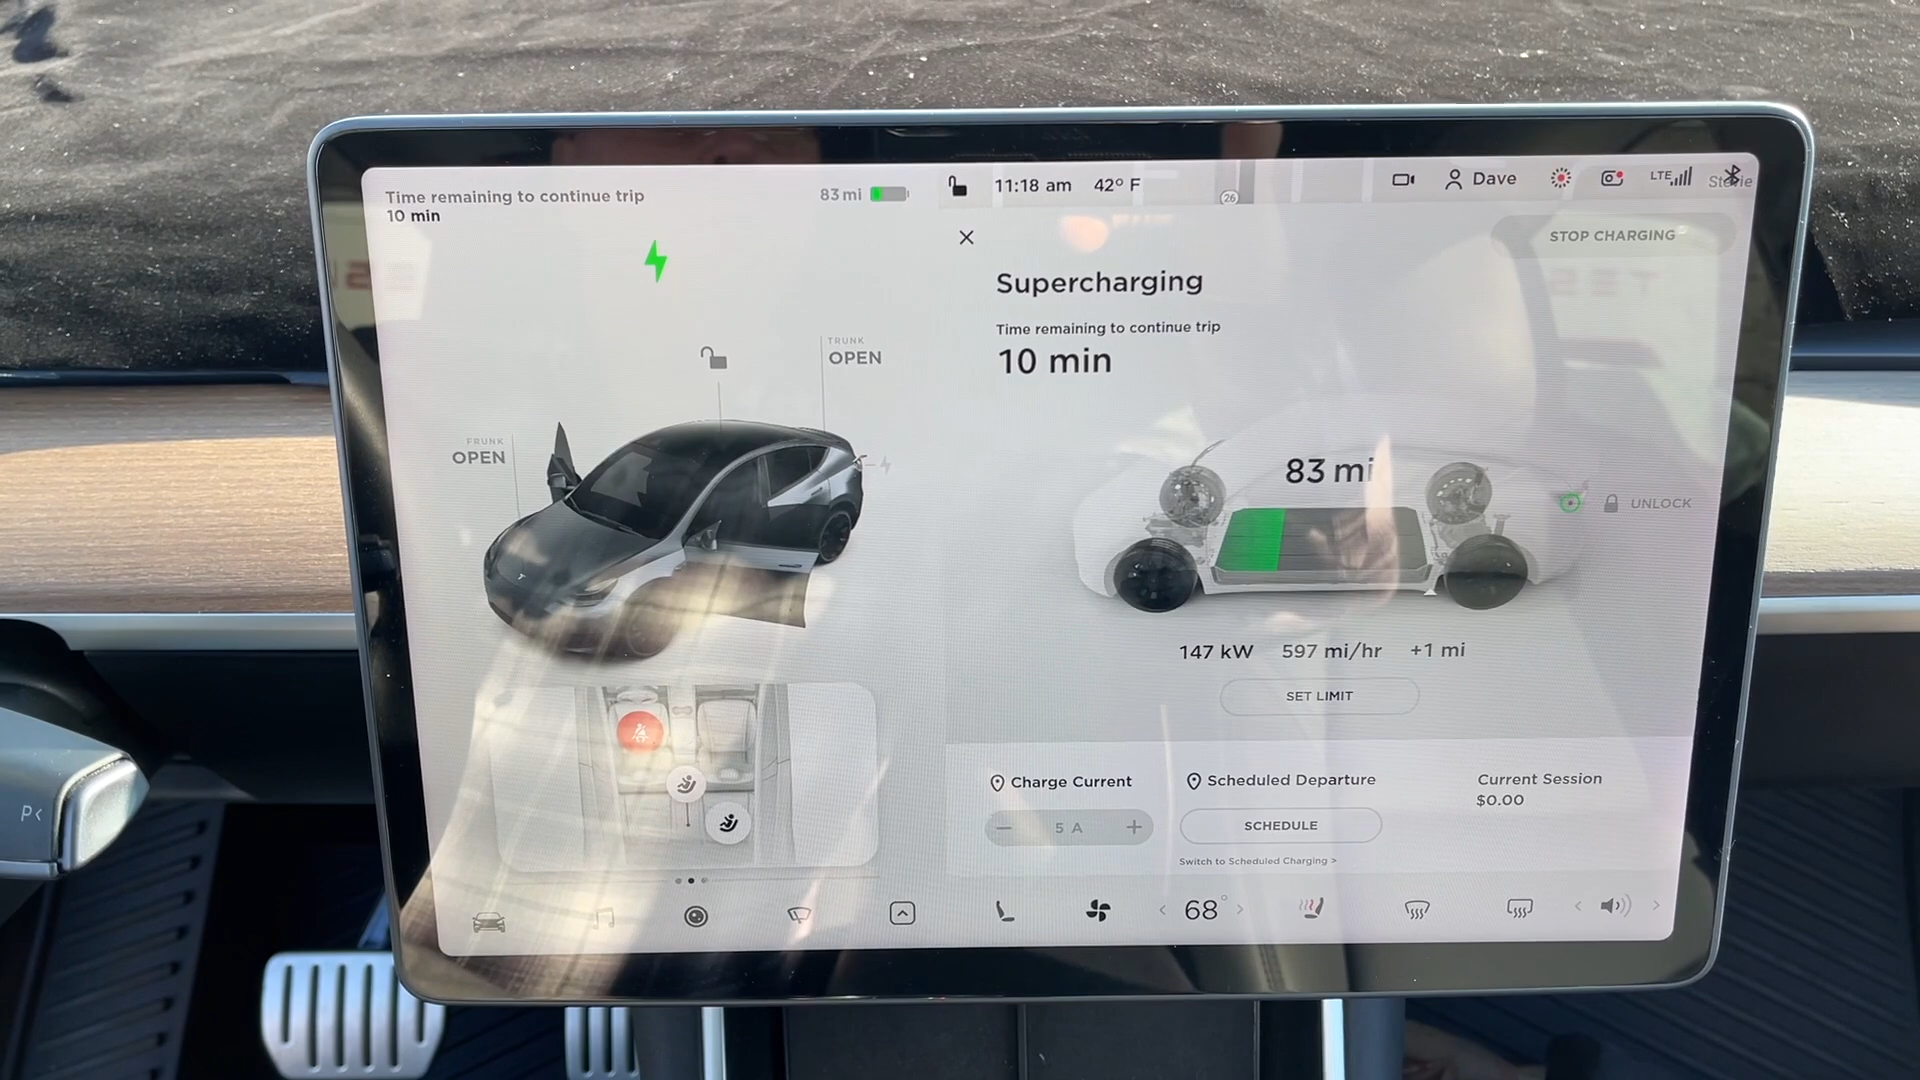 Time remaining to continue trip
10 min
83 mi
11:18 am
42° F
26
Dave
LTE
STOP CHARGING
Supercharging
Time remaining to continue trip
10 min
TRUNK
OPEN
FRUNK
OPEN
83 mi
UNLOCK
147 kW 597 mi/hr +1 mi
SET LIMIT
Charge Current
5 A
Scheduled Departure
SCHEDULE
Switch to Scheduled Charging >
Current Session
$0.00
P<
< 68° >
< >